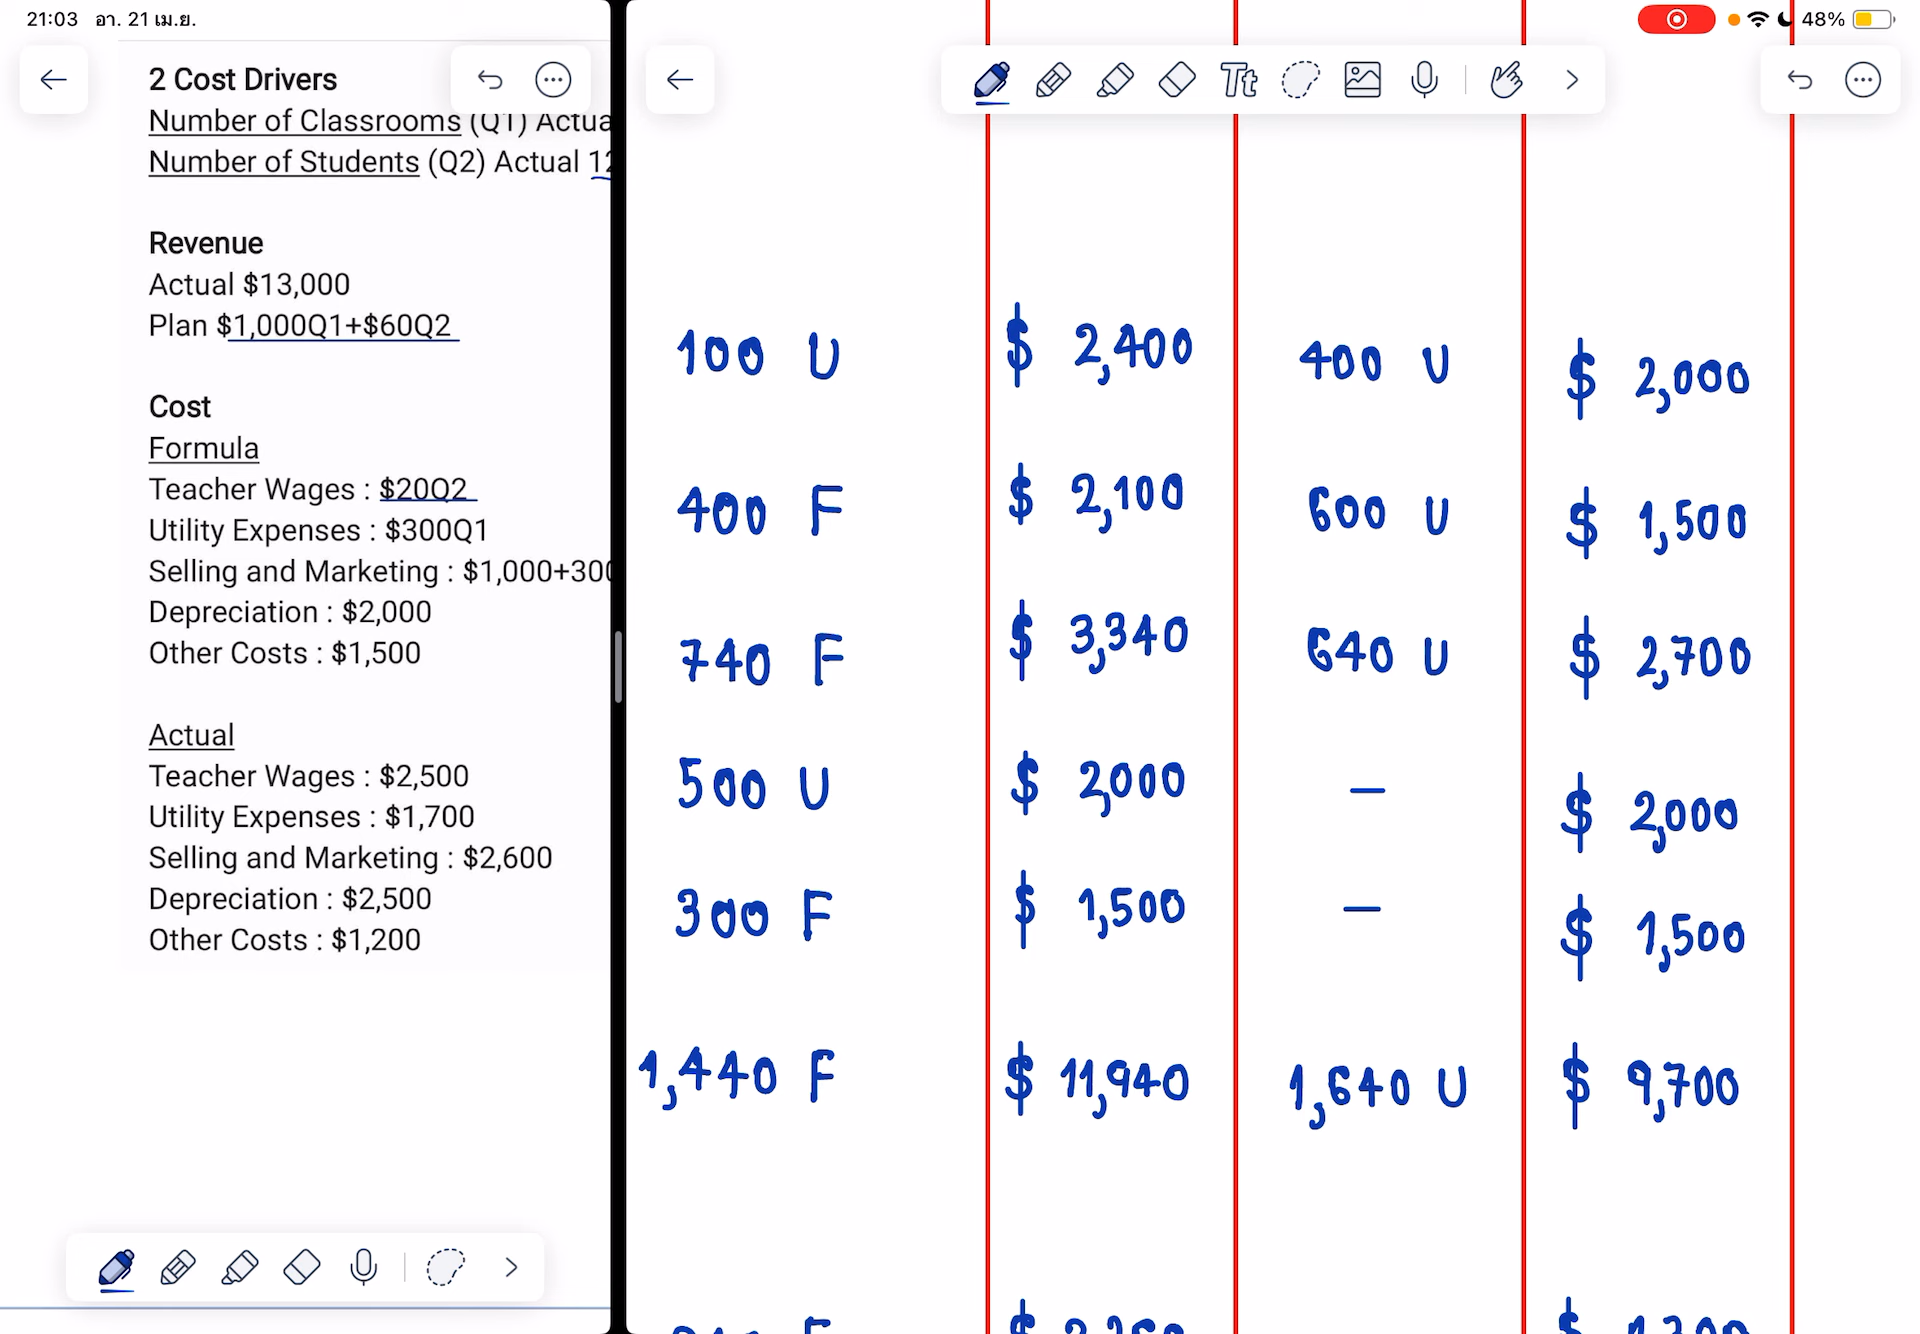 21:03 อา. 21 เม.ย.
48%
2 Cost Drivers
Number of Classrooms (Q1) Actua
Number of Students (Q2) Actual 12
Revenue
Actual $13,000
Plan $1,000Q1+$60Q2
Cost
Formula
Teacher Wages : $20Q2
Utility Expenses : $300Q1
Selling and Marketing : $1,000+300
Depreciation : $2,000
Other Costs : $1,500
Actual
Teacher Wages : $2,500
Utility Expenses : $1,700
Selling and Marketing : $2,600
Depreciation : $2,500
Other Costs : $1,200
Tt
100 U $ 2,400 400 U $ 2,000
400 F $ 2,100 600 U $ 1,500
740 F $ 3,340 640 U $ 2,700
500 U $ 2,000 — $ 2,000
300 F $ 1,500 — $ 1,500
1,440 F $ 11,940 1,640 U $ 9,700